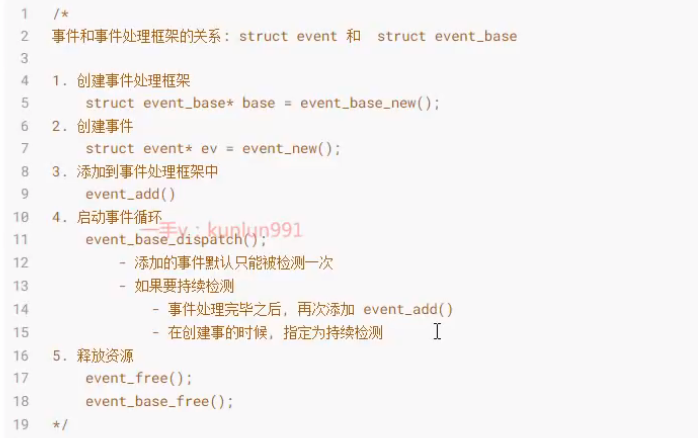 1 /*
2 事件和事件处理框架的关系: struct event 和 struct event_base
3
4 1. 创建事件处理框架
5 struct event_base* base = event_base_new();
6 2. 创建事件
7 struct event* ev = event_new();
8 3. 添加到事件处理框架中
9 event_add()
10 4. 启动事件循环
一手v：kunlun991
11 event_base_dispatch();
12 - 添加的事件默认只能被检测一次
13 - 如果要持续检测
14 - 事件处理完毕之后, 再次添加 event_add()
15 - 在创建事的时候, 指定为持续检测
16 5. 释放资源
17 event_free();
18 event_base_free();
19 */